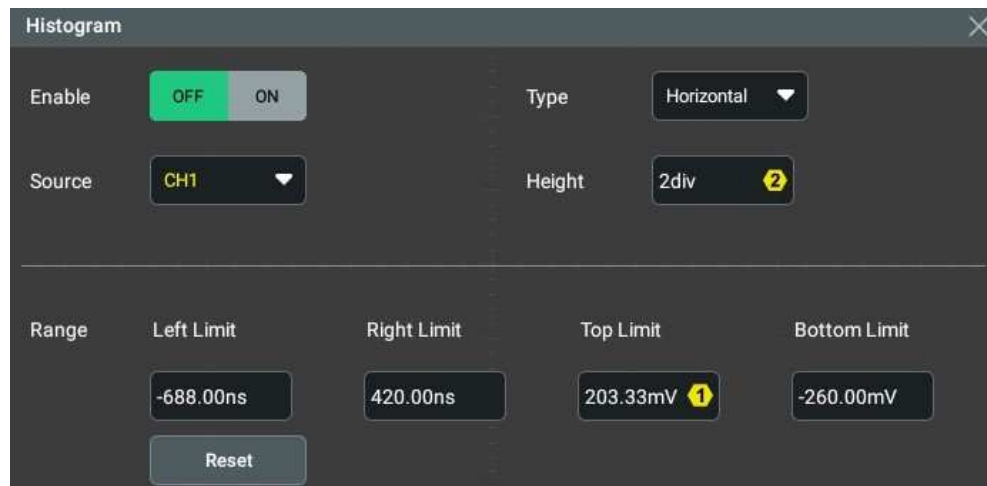 Histogram
Enable OFF ON Type Horizontal
Source CH1 Height 2div 2
Range Left Limit Right Limit Top Limit Bottom Limit
-688.00ns 420.00ns 203.33mV 1 -260.00mV
Reset